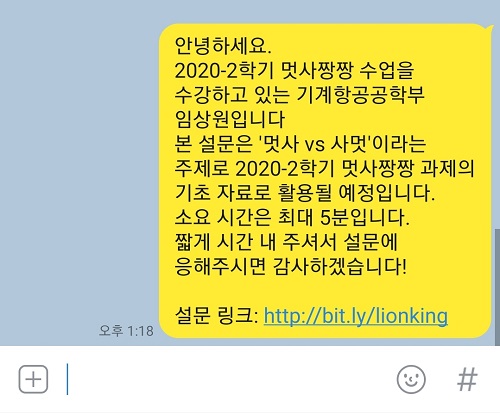 안녕하세요.
2020-2학기 멋사짱짱 수업을
수강하고 있는 기계항공공학부
임상원입니다
본 설문은 '멋사 vs 사멋'이라는
주제로 2020-2학기 멋사짱짱 과제의
기초 자료로 활용될 예정입니다.
소요 시간은 최대 5분입니다.
짧게 시간 내 주셔서 설문에
응해주시면 감사하겠습니다!
설문 링크: http://bit.ly/lionking
오후 1:18
#